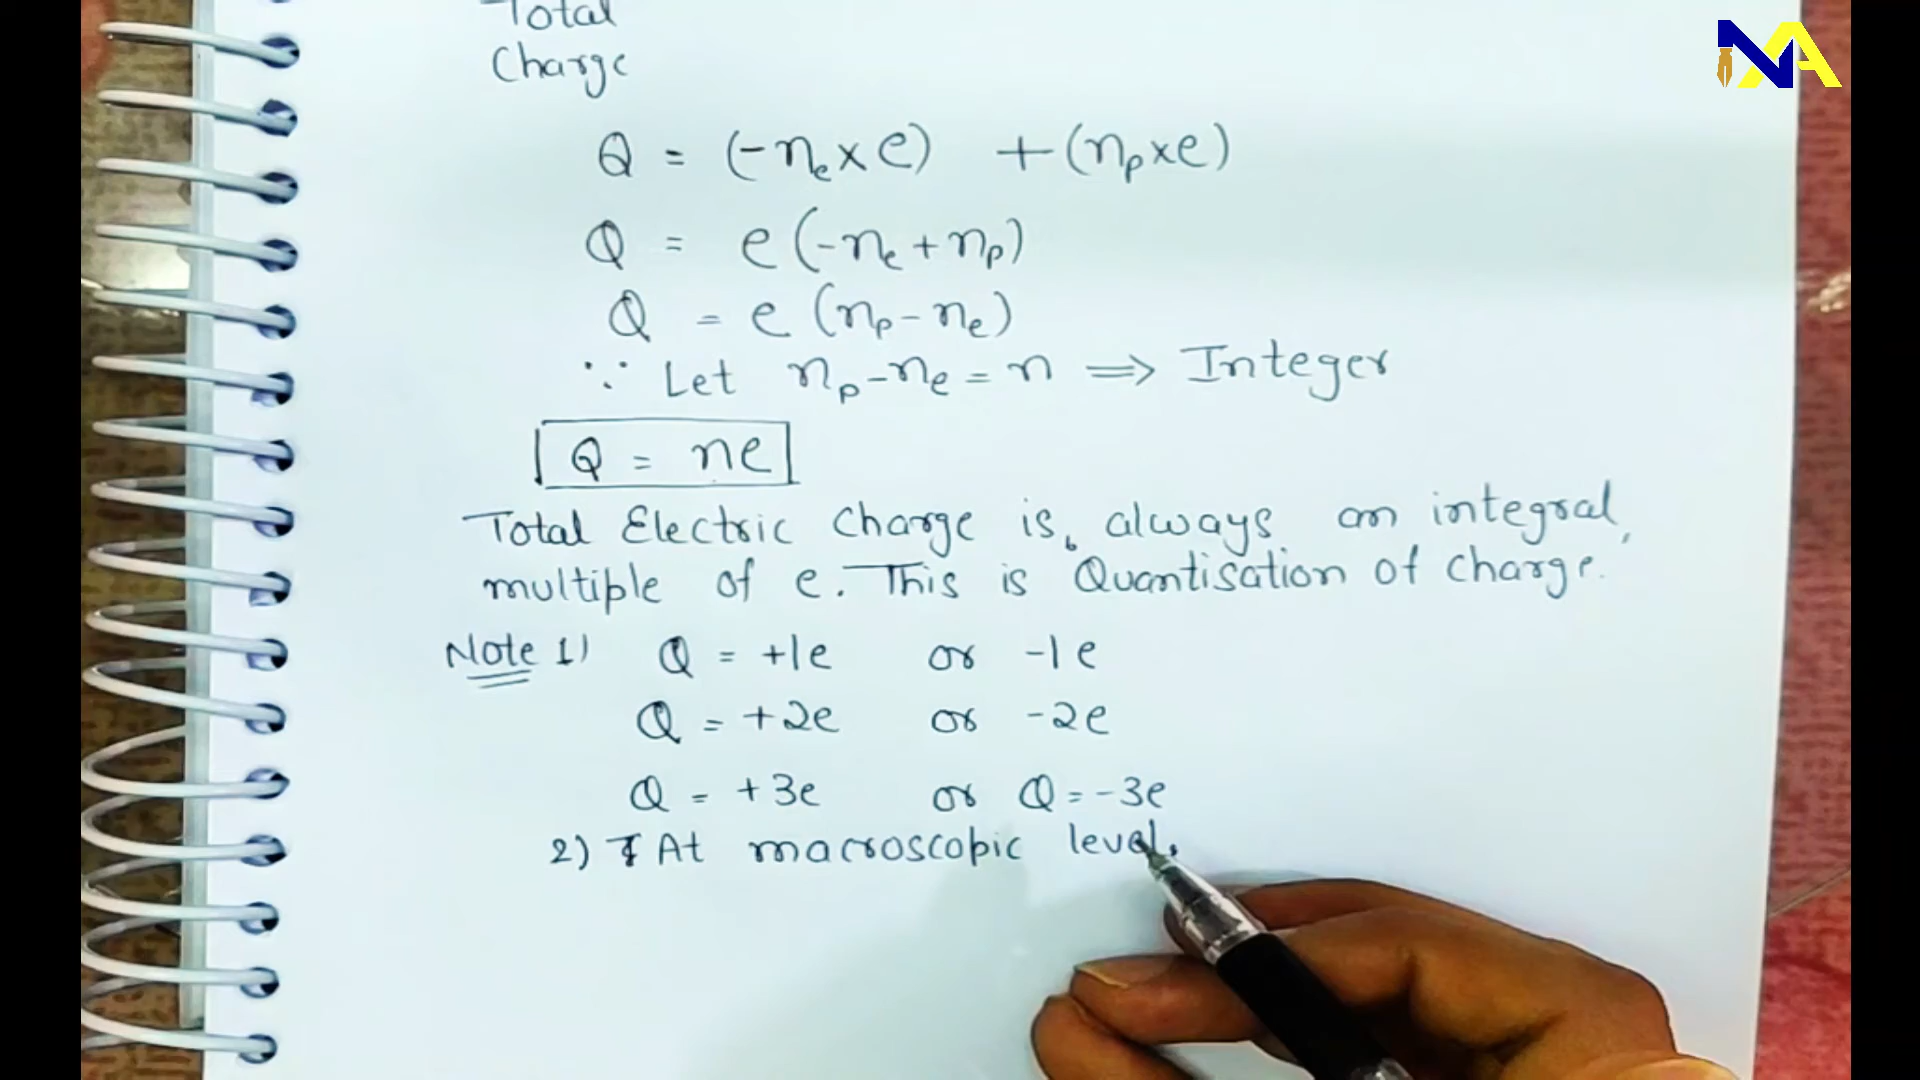 Total
Charge
Q = (-nₑ×e) + (nₚ×e)
Q = e(-nₑ+nₚ)
Q = e (nₚ-nₑ)
∵ Let nₚ-nₑ=n ⇒ Integer
Q = ne
Total Electric Charge is, always an integral,
multiple of e. This is Quantisation of charge.
Note 1) Q = +1e or -1e
Q = +2e or -2e
Q = +3e or Q=-3e
2) At macroscopic level,
NA